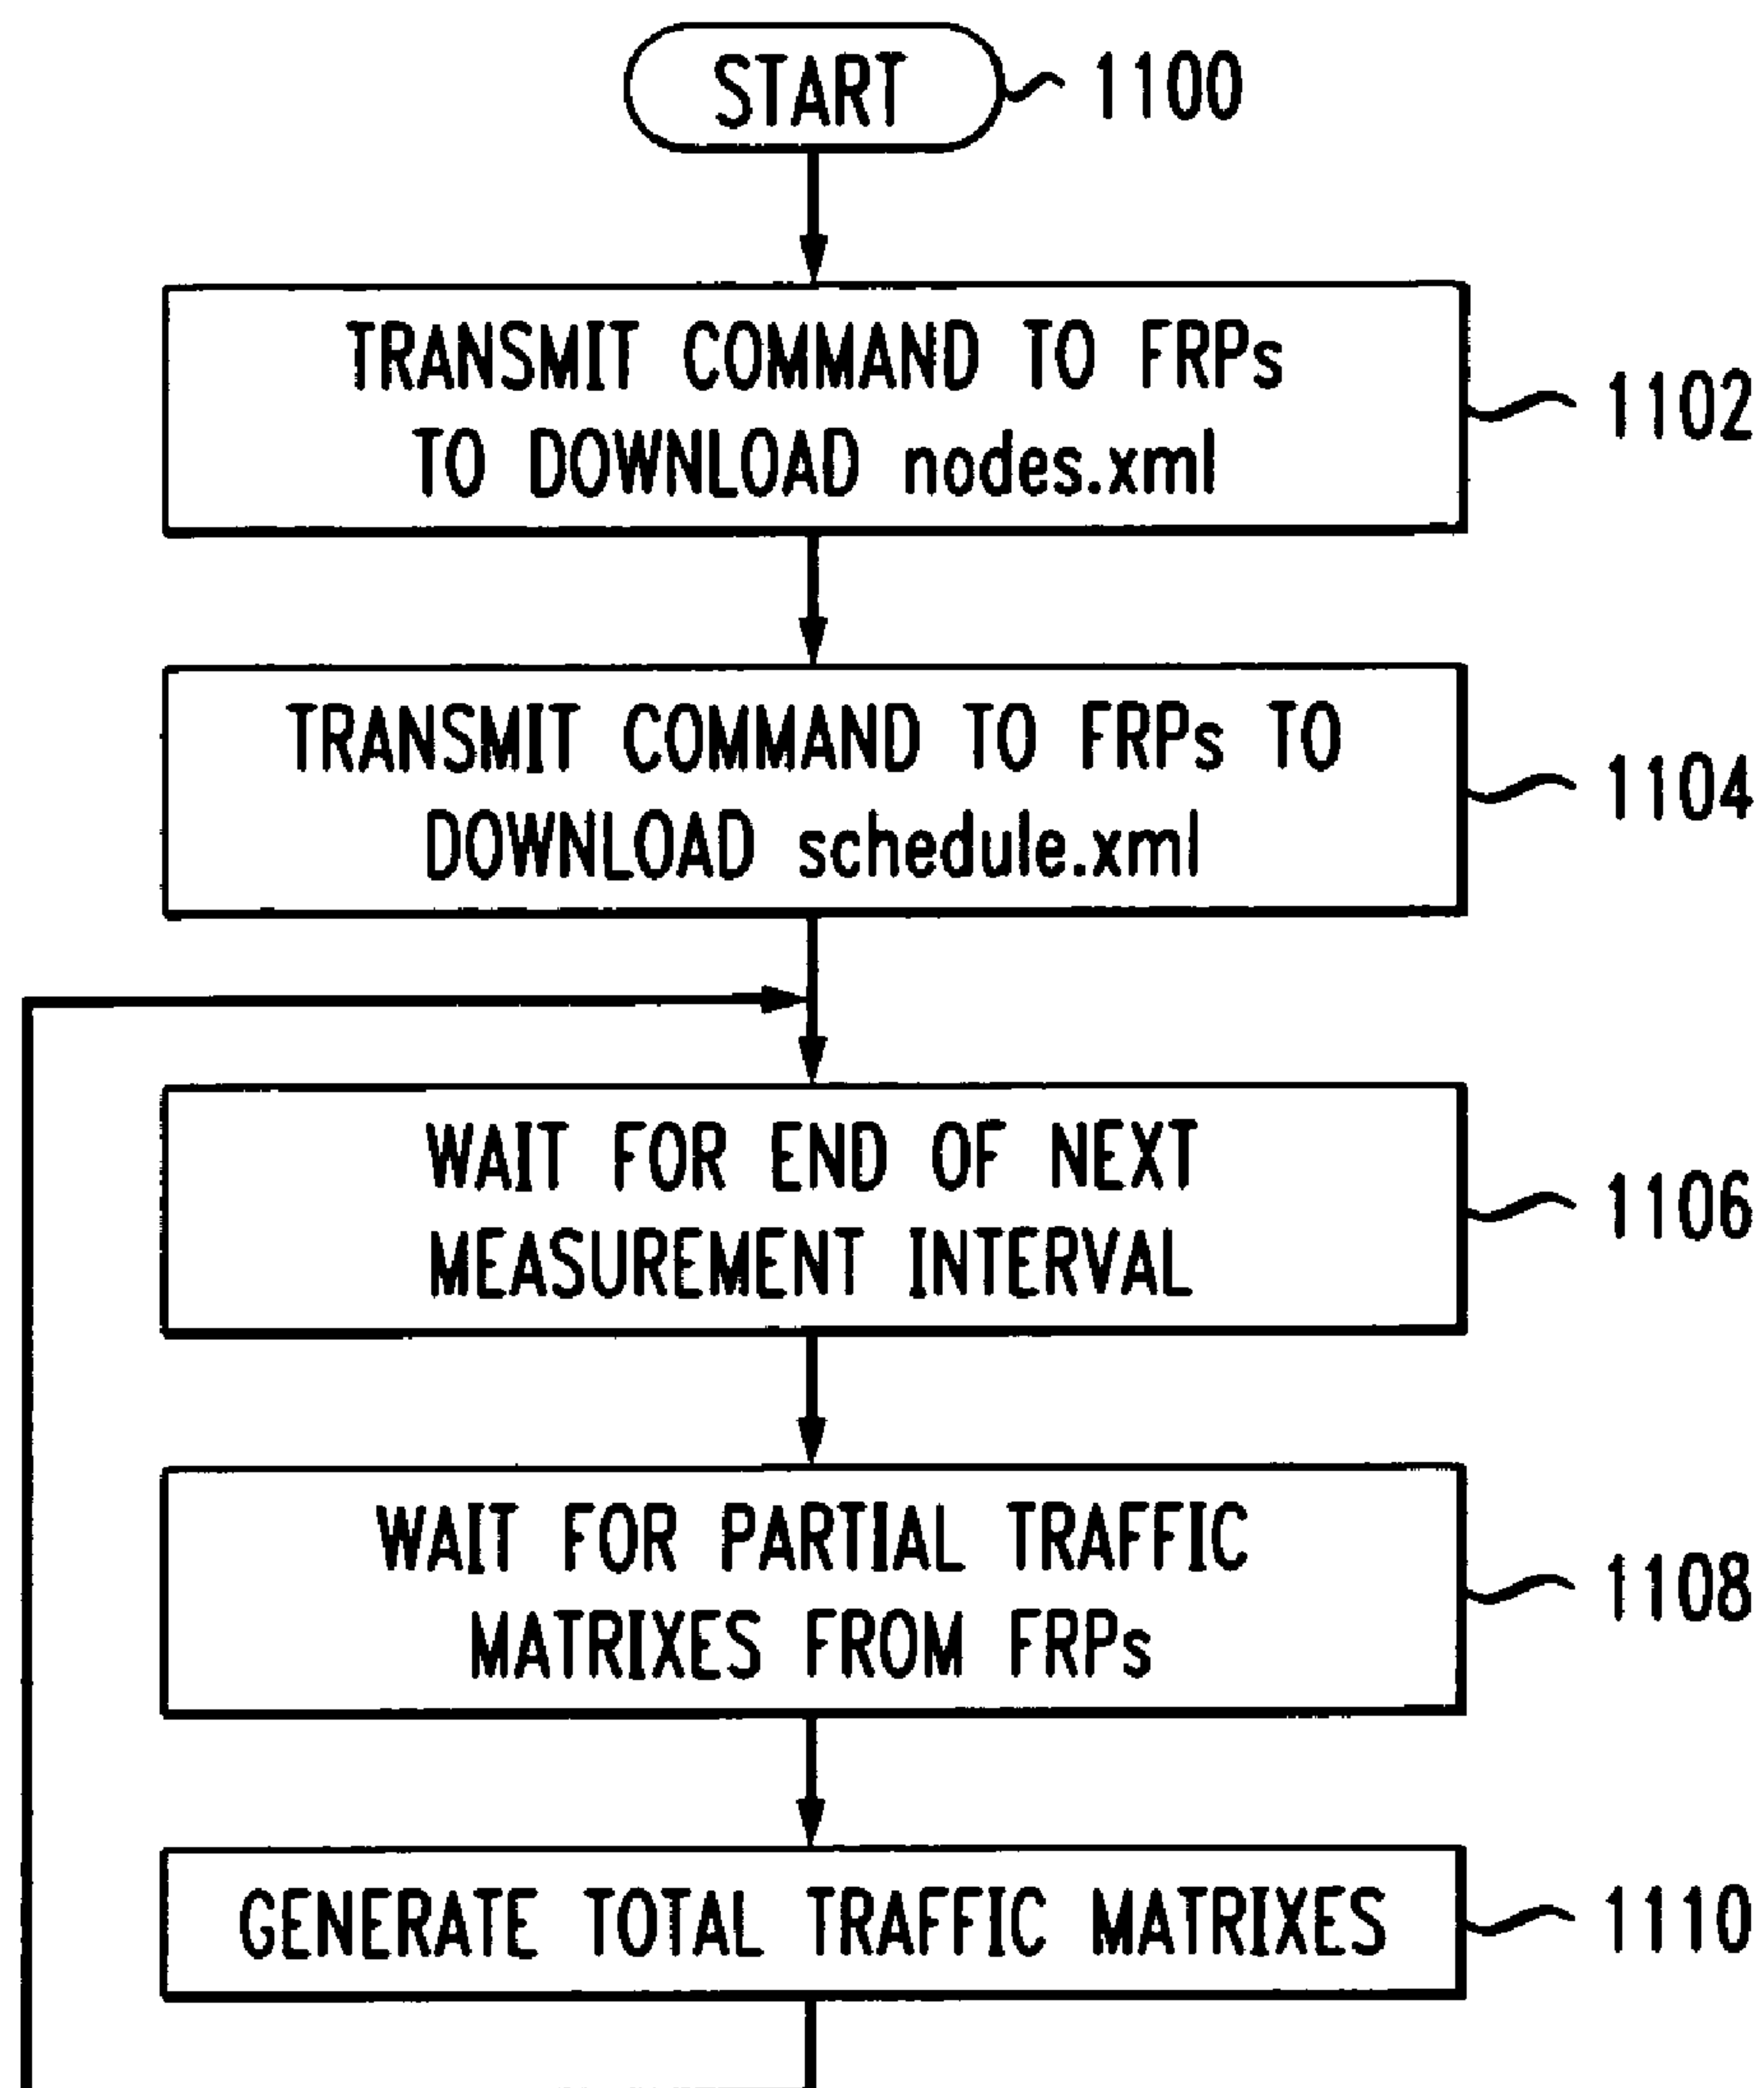 START
1100
TRANSMIT COMMAND TO FRPs
TO DOWNLOAD nodes.xml
1102
TRANSMIT COMMAND TO FRPs TO
DOWNLOAD schedule.xml
1104
WAIT FOR END OF NEXT
MEASUREMENT INTERVAL
1106
WAIT FOR PARTIAL TRAFFIC
MATRIXES FROM FRPs
1108
GENERATE TOTAL TRAFFIC MATRIXES
1110